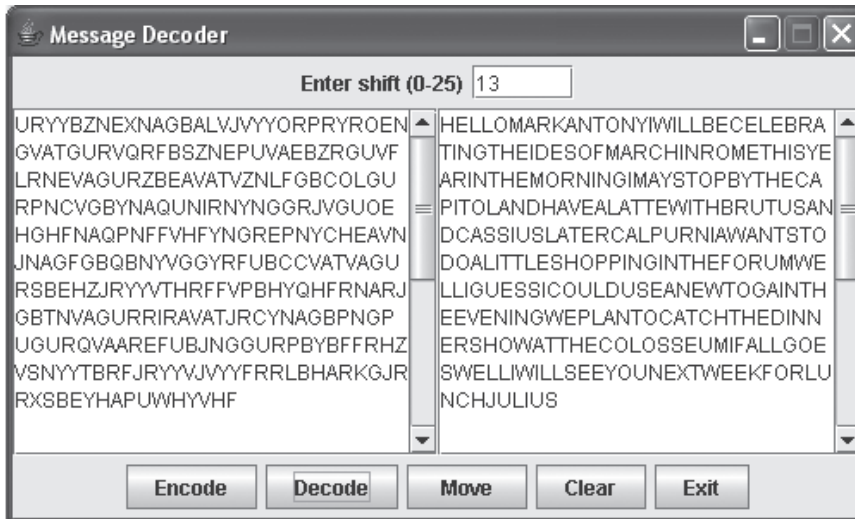 Message Decoder
Enter shift (0-25) 13
URYYBZNEXNAGBALVJVYYORPRYROEN
GVATGURVQRFBSZNEPUVAEBZRGUVF
LRNEVAGURZBEAVATVZNLFGBCOLGU
RPNCVGBYNAQUNIRNYNGGRJVGUOE
HGHFNAQPNFFVHFYNGREPNYCHEAVN
JNAGFGBQBNYVGGYRFUBCCVATVAGU
RSBEHZJRYYVTHRFFVPBHYQHFRNARJ
GBTNVAGURRIRAVATJRCYNAGBPNGP
UGURQVAAREFUBJNGGURPBYBFFRHZ
VSNYYTBRFJRYYVJVYYFRRLBHARKGJR
RXSBEYHAPUWHYVHF
HELLOMARKANTONYIWILLBECELEBRA
TINGTHEIDESOFMARCHINROMETHISYE
ARINTHEMORNINGIMAYSTOPBYTHECA
PITOLANDHAVEALATTEWITHBRUTUSAN
DCASSIUSLATERCALPURNIAWANTSTO
DOALITTLESHOPPINGINTHEFORUMWE
LLIGUESSICOULDUSEANEWTOGAINTH
EEVENINGWEPLANTOCATCHTHEDINN
ERSHOWATTHECOLOSSEUMIFALLGOE
SWELLIWILLSEEYOUNEXTWEEKFORLU
NCHJULIUS
Encode Decode Move Clear Exit